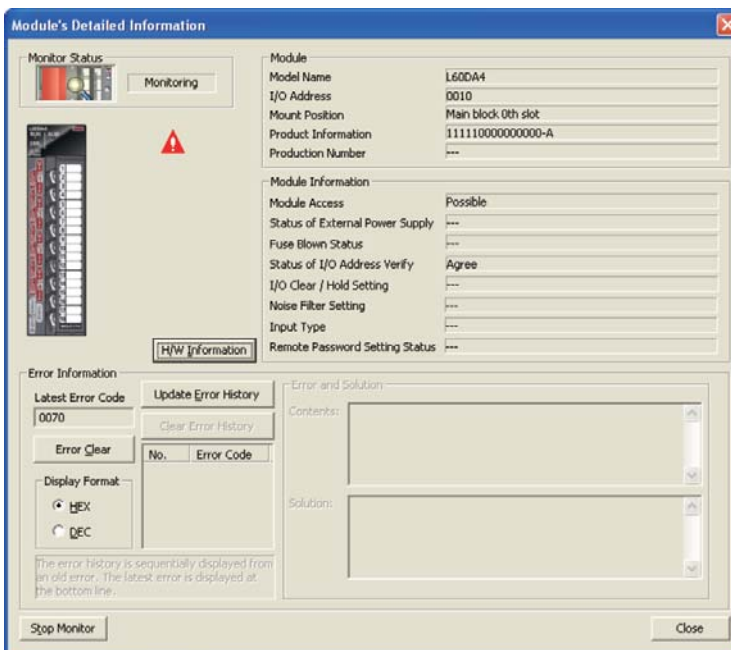 Module's Detailed Information
Monitor Status
Monitoring
H/W Information
Module
Model Name L60DA4
I/O Address 0010
Mount Position Main block 0th slot
Product Information 111110000000000-A
Production Number ---
Module Information
Module Access Possible
Status of External Power Supply ---
Fuse Blown Status ---
Status of I/O Address Verify Agree
I/O Clear / Hold Setting ---
Noise Filter Setting ---
Input Type ---
Remote Password Setting Status ---
Error Information
Latest Error Code
0070
Error Clear
Display Format
HEX
DEC
Update Error History
Clear Error History
No. Error Code
The error history is sequentially displayed from
an old error. The latest error is displayed at
the bottom line.
Error and Solution
Contents:
Solution:
Stop Monitor
Close